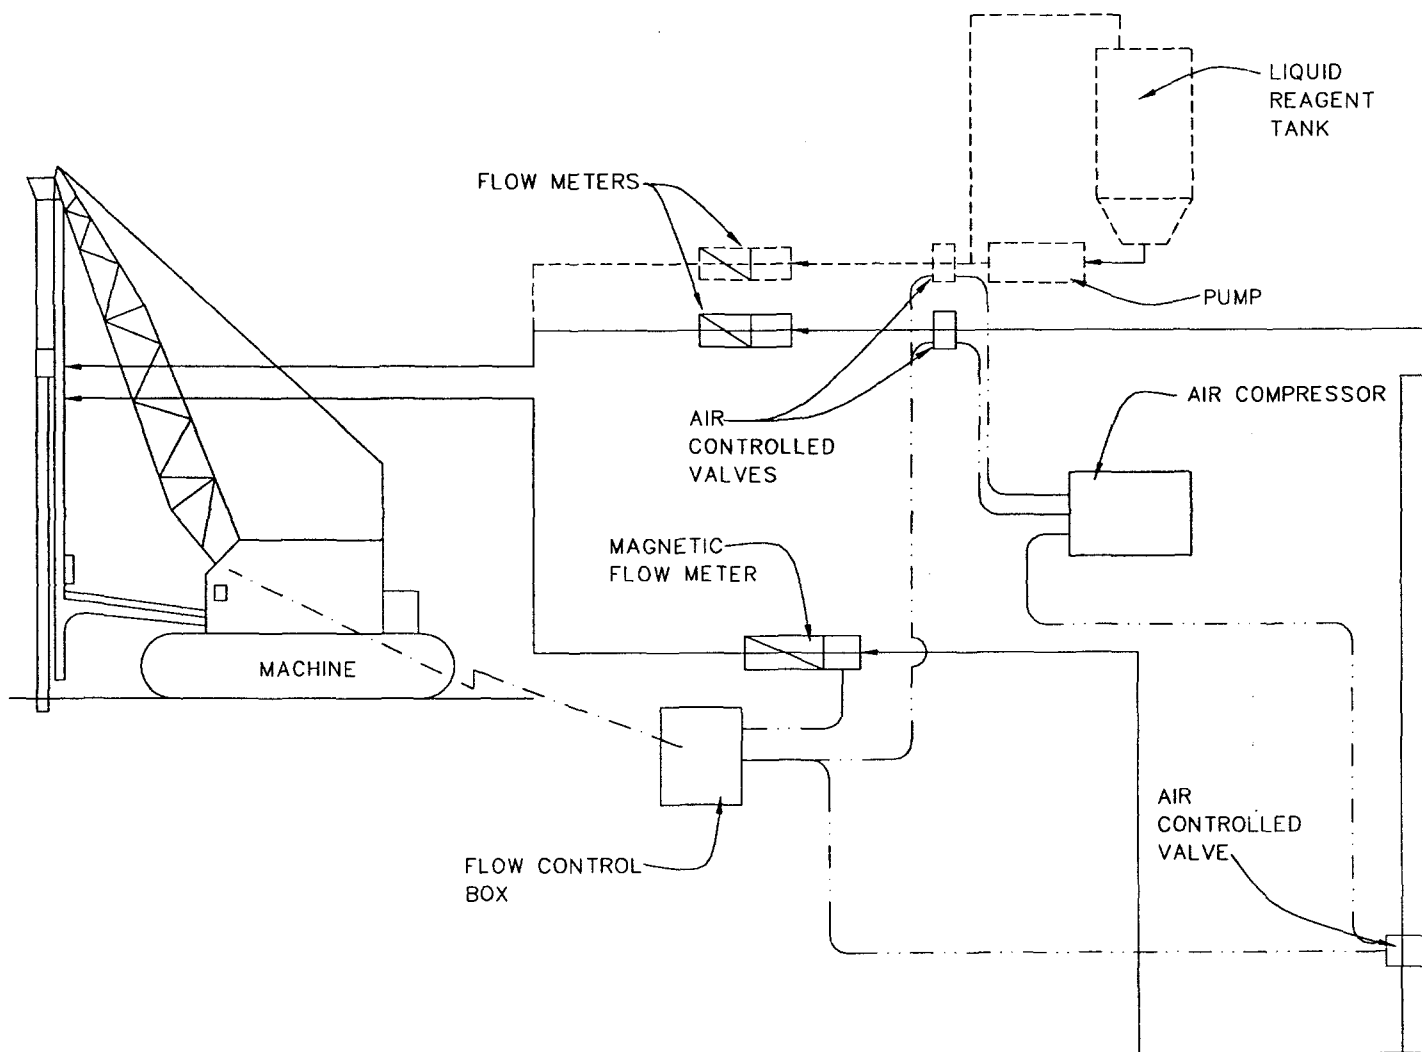 LIQUID
REAGENT
TANK
FLOW METERS
PUMP
AIR COMPRESSOR
AIR
CONTROLLED
VALVES
MAGNETIC
FLOW METER
MACHINE
AIR
CONTROLLED
VALVE
FLOW CONTROL
BOX